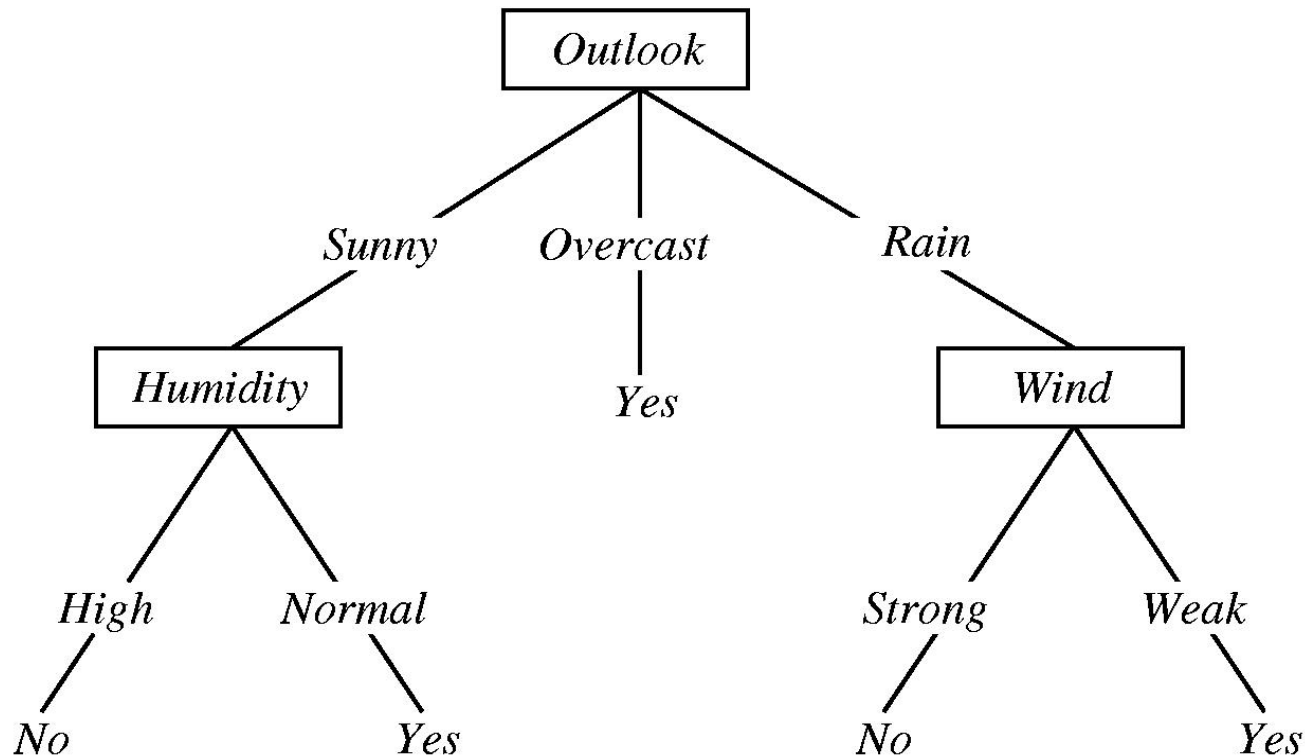 Outlook
Sunny Overcast Rain
Humidity Yes Wind
High Normal Strong Weak
No Yes No Yes